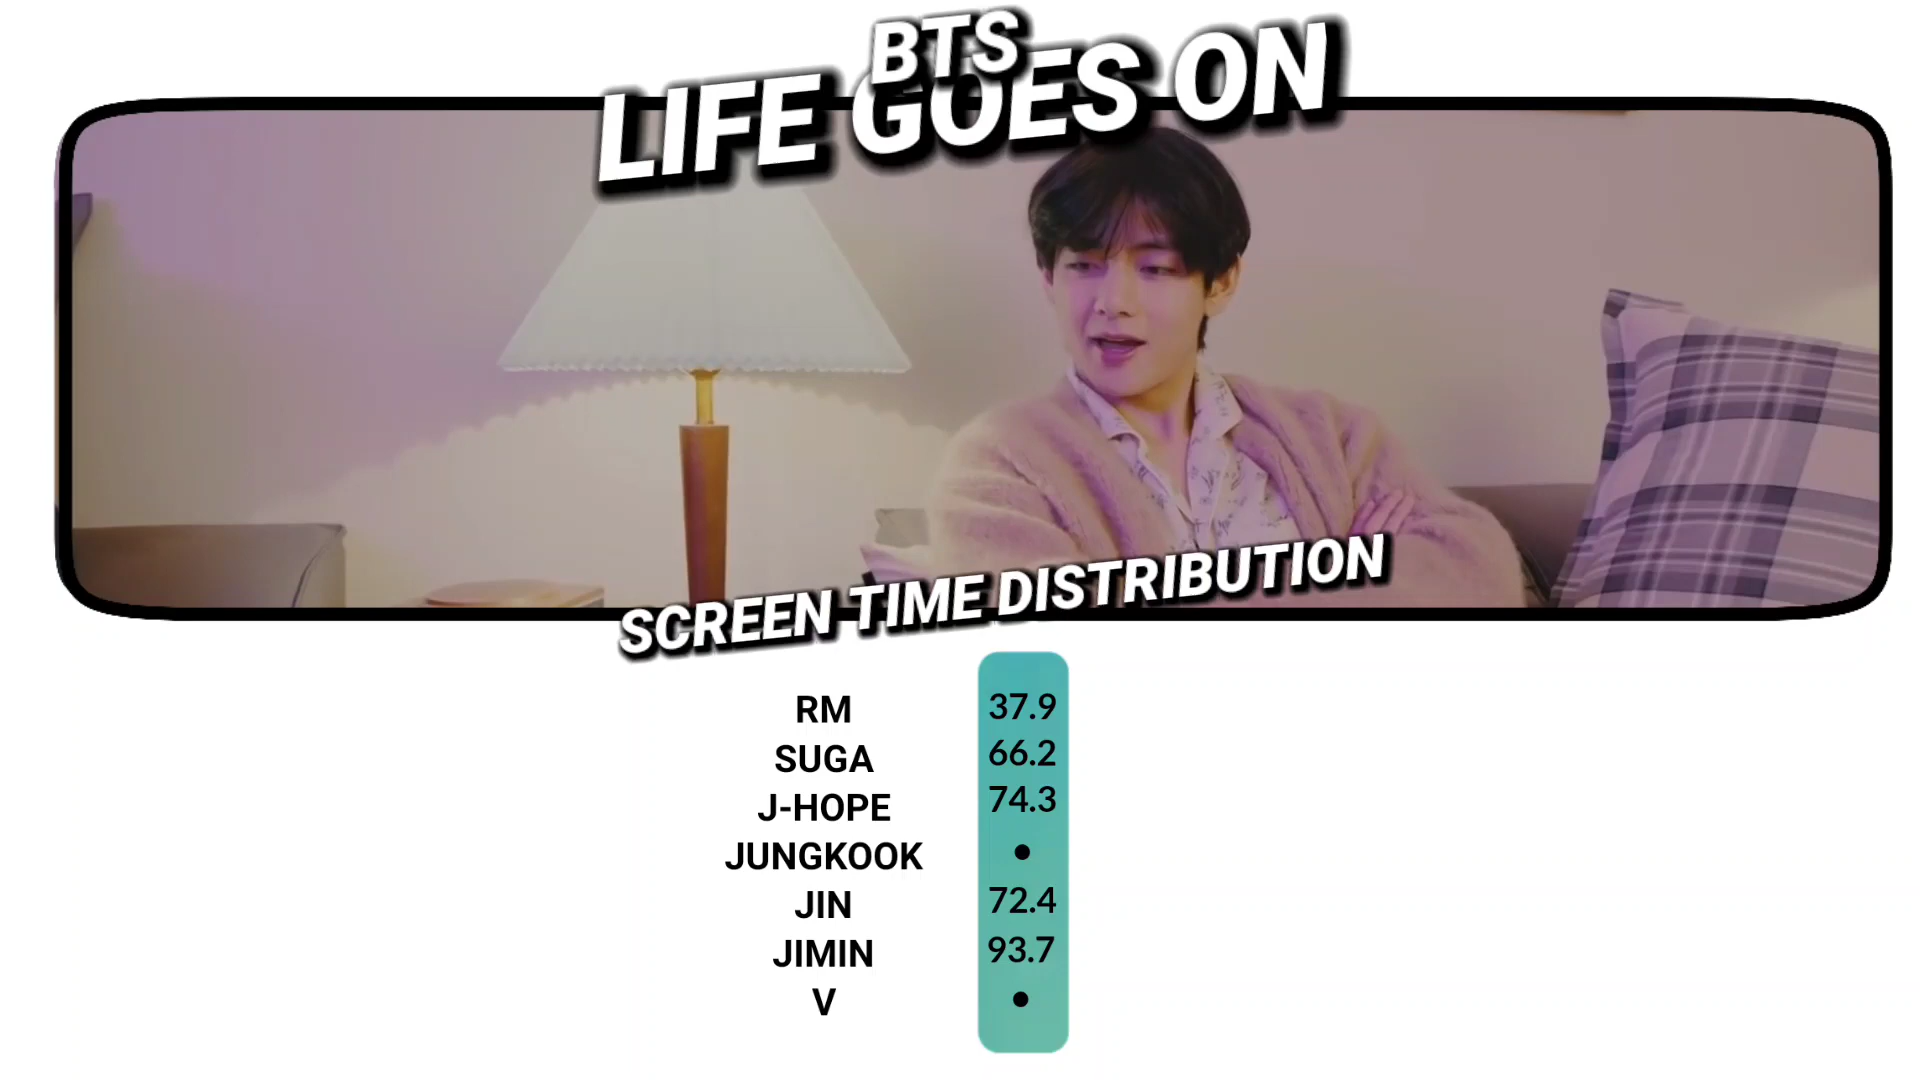 BTS
LIFE GOES ON
SCREEN TIME DISTRIBUTION
RM 37.9
SUGA 66.2
J-HOPE 74.3
JUNGKOOK •
JIN 72.4
JIMIN 93.7
V •